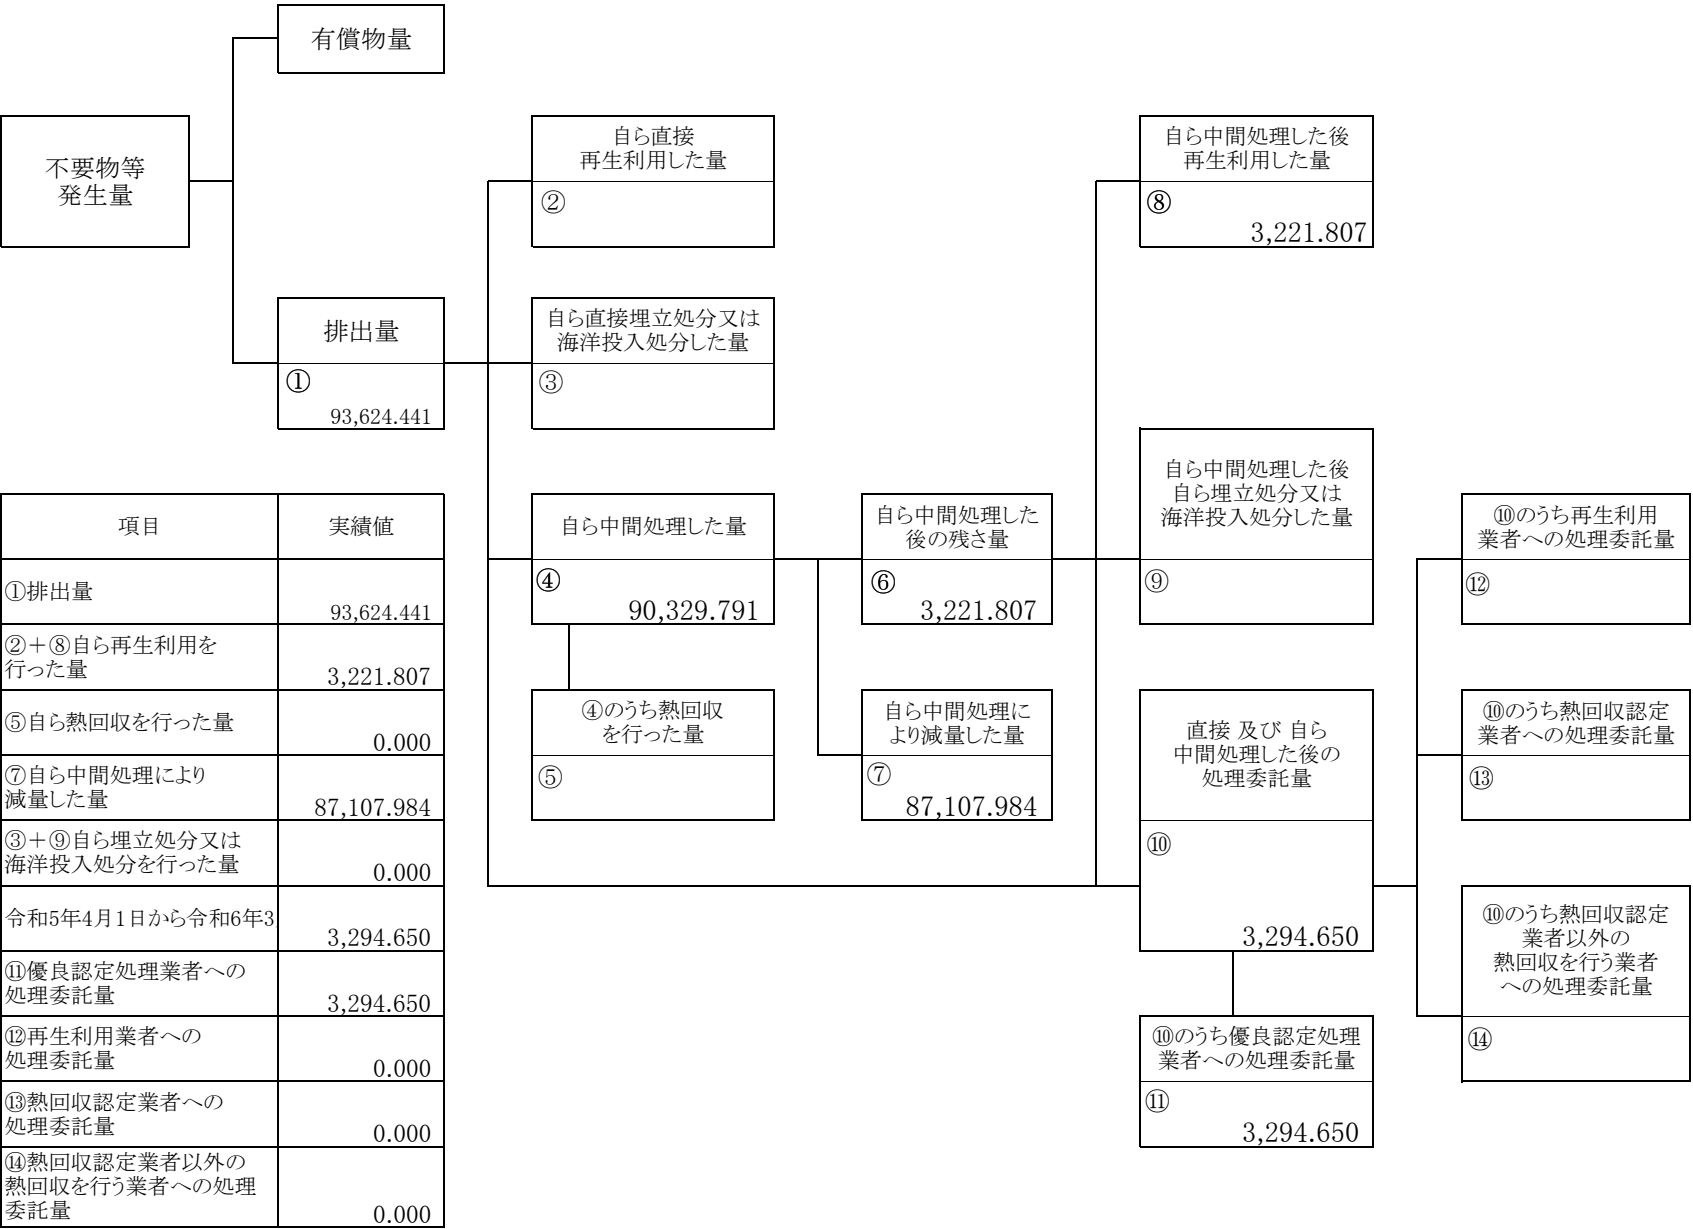 有償物量
不要物等
発生量
自ら直接
再生利用した量
②
自ら中間処理した後
再生利用した量
⑧
3,221.807
排出量
①
93,624.441
自ら直接埋立処分又は
海洋投入処分した量
③
自ら中間処理した量
④
90,329.791
自ら中間処理した
後の残さ量
⑥
3,221.807
自ら中間処理した後
自ら埋立処分又は
海洋投入処分した量
⑨
⑩のうち再生利用
業者への処理委託量
⑫
④のうち熱回収
を行った量
⑤
自ら中間処理に
より減量した量
⑦
87,107.984
直接 及び 自ら
中間処理した後の
処理委託量
⑩
3,294.650
⑩のうち熱回収認定
業者への処理委託量
⑬
⑩のうち熱回収認定
業者以外の
熱回収を行う業者
への処理委託量
⑭
⑩のうち優良認定処理
業者への処理委託量
⑪
3,294.650
項目 実績値
①排出量
93,624.441
②＋⑧自ら再生利用を
行った量
3,221.807
⑤自ら熱回収を行った量
0.000
⑦自ら中間処理により
減量した量
87,107.984
③＋⑨自ら埋立処分又は
海洋投入処分を行った量
0.000
令和5年4月1日から令和6年3
3,294.650
⑪優良認定処理業者への
処理委託量
3,294.650
⑫再生利用業者への
処理委託量
0.000
⑬熱回収認定業者への
処理委託量
0.000
⑭熱回収認定業者以外の
熱回収を行う業者への処理
委託量
0.000